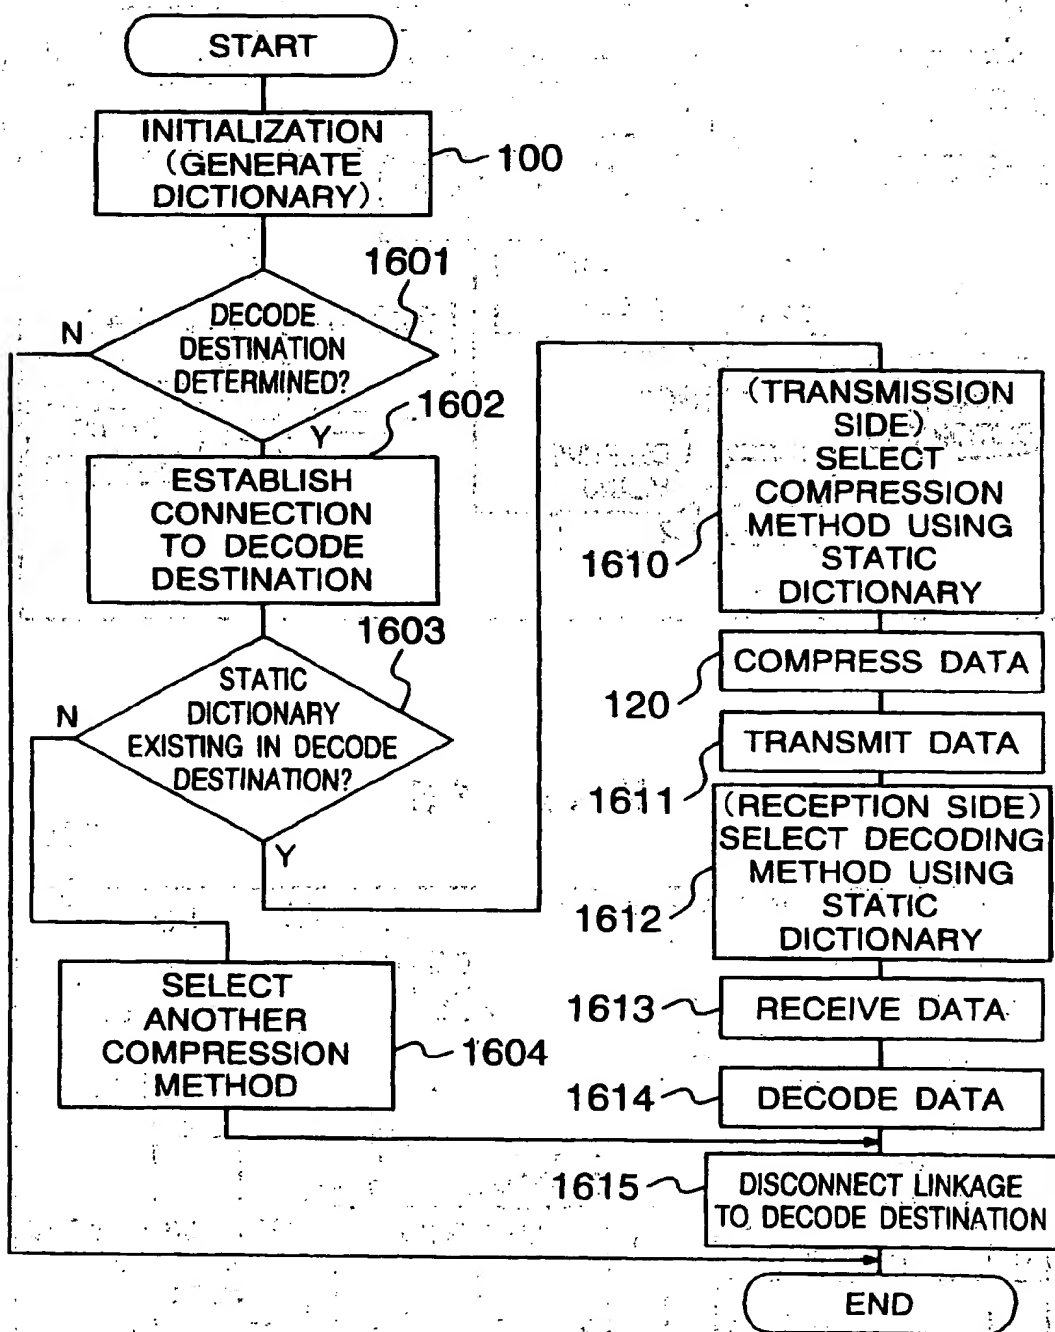 START
INITIALIZATION
(GENERATE
DICTIONARY)
100
1601
N
DECODE
DESTINATION
DETERMINED?
Y
1602
ESTABLISH
CONNECTION
TO DECODE
DESTINATION
1603
N
STATIC
DICTIONARY
EXISTING IN DECODE
DESTINATION?
Y
SELECT
ANOTHER
COMPRESSION
METHOD
1604
(TRANSMISSION
SIDE)
SELECT
COMPRESSION
METHOD USING
STATIC
DICTIONARY
1610
COMPRESS DATA
120
TRANSMIT DATA
1611
(RECEPTION SIDE)
SELECT DECODING
METHOD USING
STATIC
DICTIONARY
1612
1613
RECEIVE DATA
1614
DECODE DATA
1615
DISCONNECT LINKAGE
TO DECODE DESTINATION
END